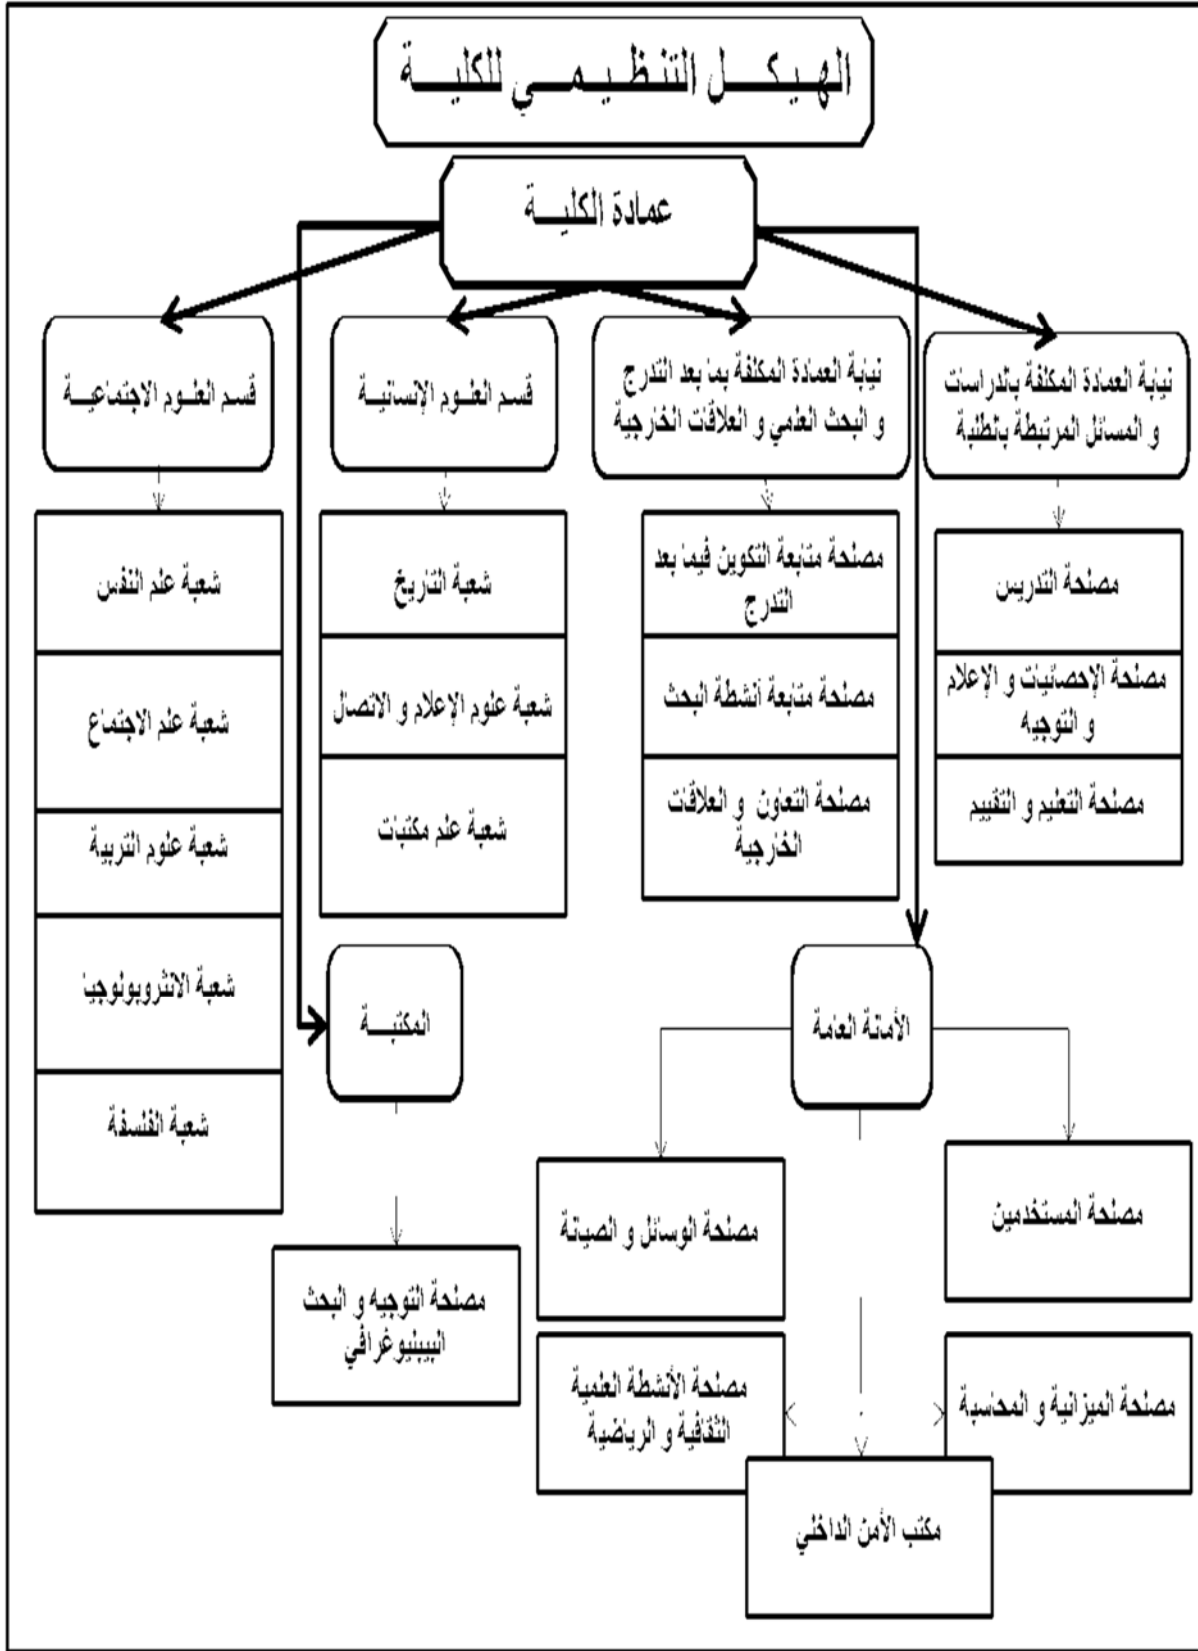 الهيكل التنظيمي للكلية
عمادة الكلية
نيابة العمادة المكلفة بالدراسات
و المسائل المرتبطة بالطلبة
نيابة العمادة المكلفة بما بعد التدرج
و البحث العلمي و العلاقات الخارجية
قسم العلوم الإنسانية
قسم العلوم الاجتماعية
مصلحة التدريس
مصلحة الإحصائيات و الإعلام
و التوجيه
مصلحة التعليم و التقييم
مصلحة متابعة التكوين فيما بعد
التدرج
مصلحة متابعة أنشطة البحث
مصلحة التعاون و العلاقات
الخارجية
شعبة التاريخ
شعبة علوم الإعلام و الاتصال
شعبة علم مكتبات
شعبة علم النفس
شعبة علم الاجتماع
شعبة علوم التربية
شعبة الانثروبولوجيا
شعبة الفلسفة
الأمانة العامة
المكتبة
مصلحة المستخدمين
مصلحة الوسائل و الصيانة
مصلحة الميزانية و المحاسبة
مصلحة الأنشطة العلمية
الثقافية و الرياضية
مكتب الأمن الداخلي
مصلحة التوجيه و البحث
البيبليوغرافي